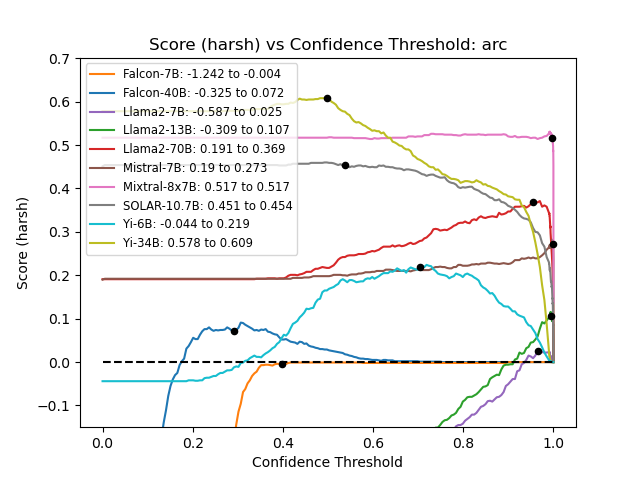 Score (harsh) vs Confidence Threshold: arc
0.7
0.6
0.5
0.4
0.3
0.2
0.1
0.0
−0.1
Score (harsh)
Falcon-7B: -1.242 to -0.004
Falcon-40B: -0.325 to 0.072
Llama2-7B: -0.587 to 0.025
Llama2-13B: -0.309 to 0.107
Llama2-70B: 0.191 to 0.369
Mistral-7B: 0.19 to 0.273
Mixtral-8x7B: 0.517 to 0.517
SOLAR-10.7B: 0.451 to 0.454
Yi-6B: -0.044 to 0.219
Yi-34B: 0.578 to 0.609
0.0 0.2 0.4 0.6 0.8 1.0
Confidence Threshold